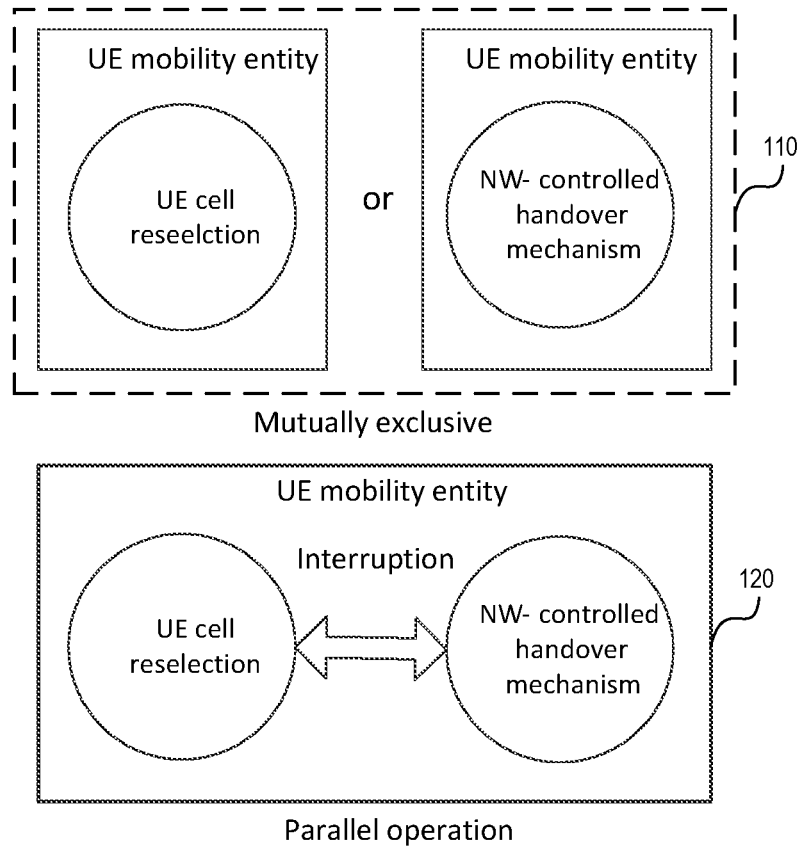 UE mobility entity
UE cell
reseelction
or
UE mobility entity
NW- controlled
handover
mechanism
110
Mutually exclusive
UE mobility entity
Interruption
UE cell
reselection
NW- controlled
handover
mechanism
120
Parallel operation